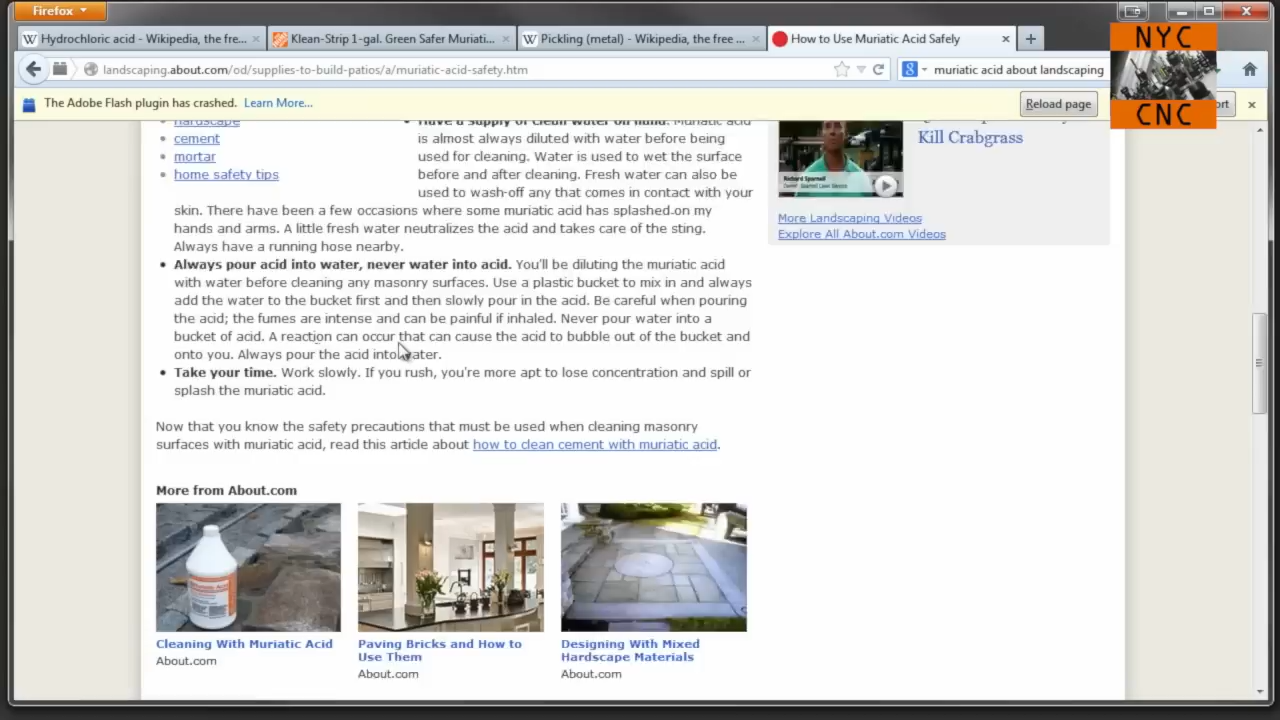 Firefox
Hydrochloric acid - Wikipedia, the fre...
Klean-Strip 1-gal. Green Safer Muriati...
Pickling (metal) - Wikipedia, the free ...
How to Use Muriatic Acid Safely
landscaping.about.com/od/supplies-to-build-patios/a/muriatic-acid-safety.htm
muriatic acid about landscaping
NYC
CNC
The Adobe Flash plugin has crashed. Learn More...
Reload page
hardscape
cement
mortar
home safety tips
Have a supply of clean water on hand. Muriatic acid
is almost always diluted with water before being
used for cleaning. Water is used to wet the surface
before and after cleaning. Fresh water can also be
used to wash-off any that comes in contact with your
skin. There have been a few occasions where some muriatic acid has splashed on my
hands and arms. A little fresh water neutralizes the acid and takes care of the sting.
Always have a running hose nearby.
Always pour acid into water, never water into acid. You'll be diluting the muriatic acid
with water before cleaning any masonry surfaces. Use a plastic bucket to mix in and always
add the water to the bucket first and then slowly pour in the acid. Be careful when pouring
the acid; the fumes are intense and can be painful if inhaled. Never pour water into a
bucket of acid. A reaction can occur that can cause the acid to bubble out of the bucket and
onto you. Always pour the acid into water.
Take your time. Work slowly. If you rush, you're more apt to lose concentration and spill or
splash the muriatic acid.
Now that you know the safety precautions that must be used when cleaning masonry
surfaces with muriatic acid, read this article about how to clean cement with muriatic acid.
Kill Crabgrass
More Landscaping Videos
Explore All About.com Videos
More from About.com
Cleaning With Muriatic Acid
About.com
Paving Bricks and How to
Use Them
About.com
Designing With Mixed
Hardscape Materials
About.com